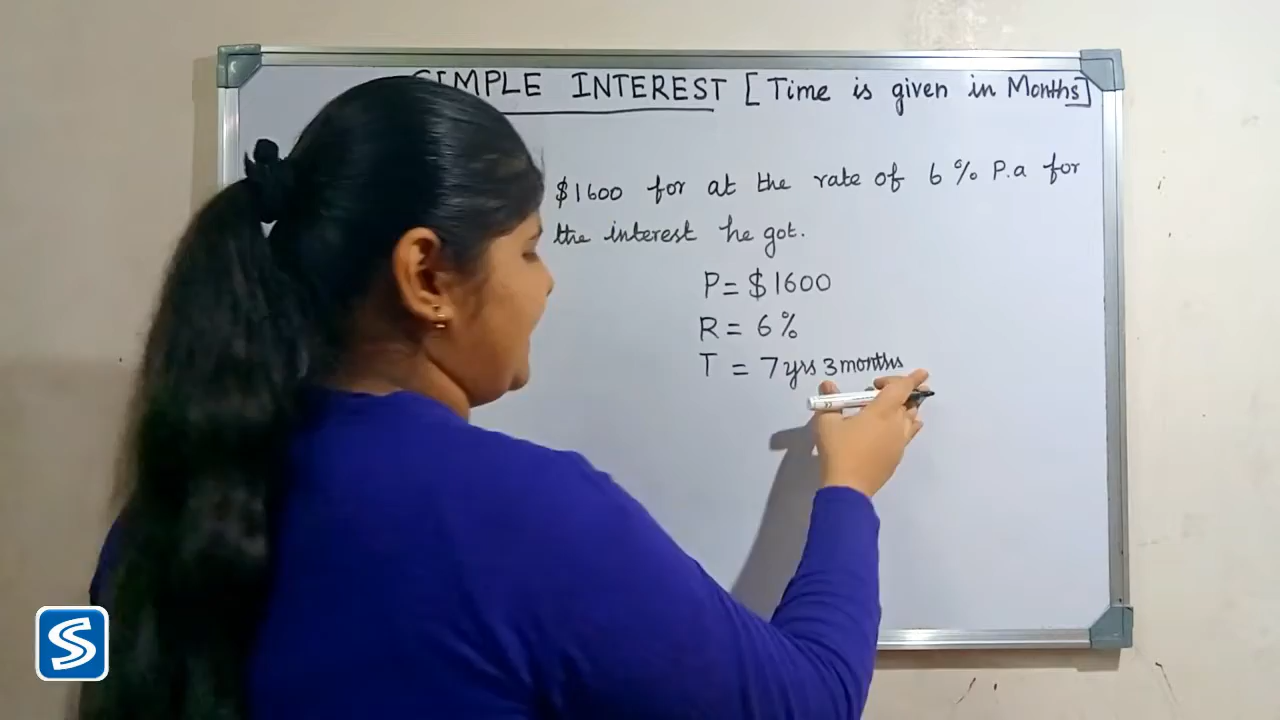 SIMPLE INTEREST [Time is given in Months]
$1600 for at the rate of 6% P.a for
the interest he got.
P = $1600
R = 6%
T = 7 yrs 3 months
S